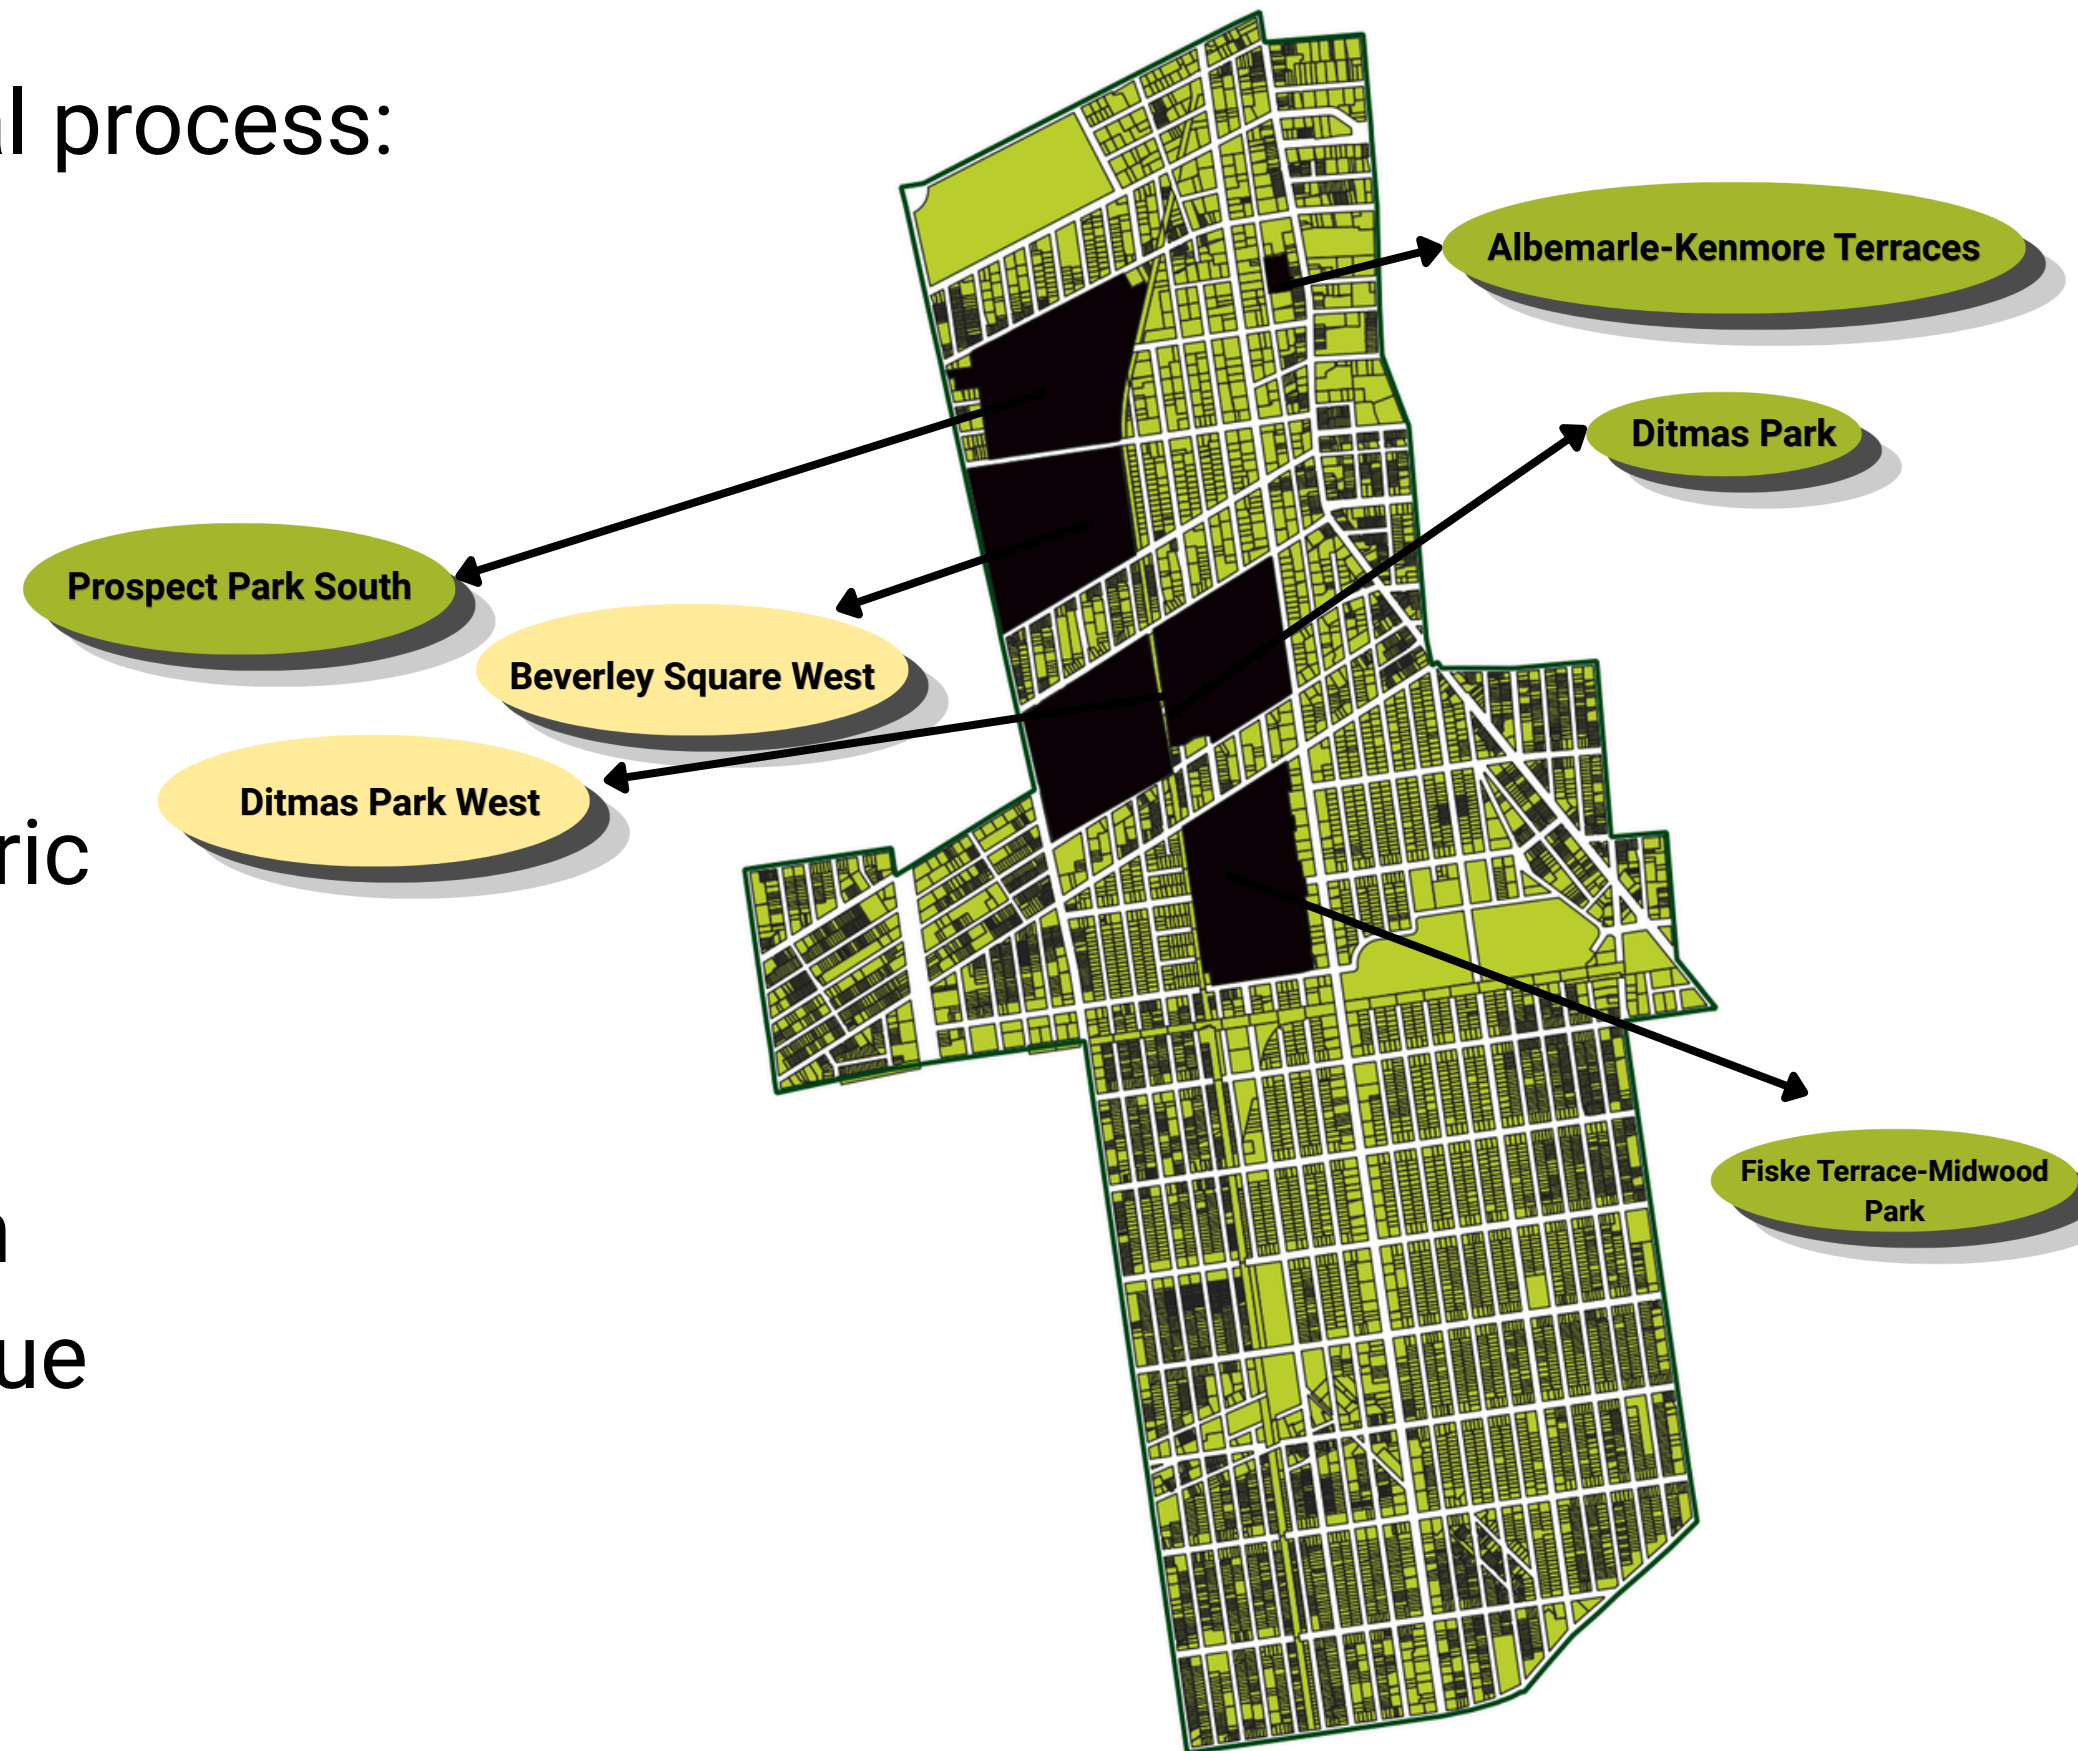 al process:
Albemarle-Kenmore Terraces
Ditmas Park
Prospect Park South
Beverley Square West
Ditmas Park West
ric
Fiske Terrace-Midwood
Park
ue